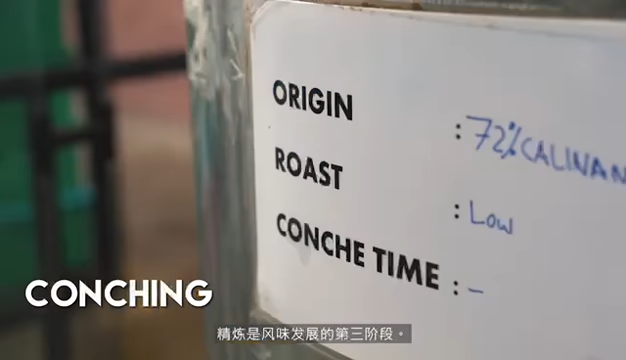 ORIGIN : 72% CALINAN
ROAST : Low
CONCHE TIME : -
CONCHING
精炼是风味发展的第三阶段。